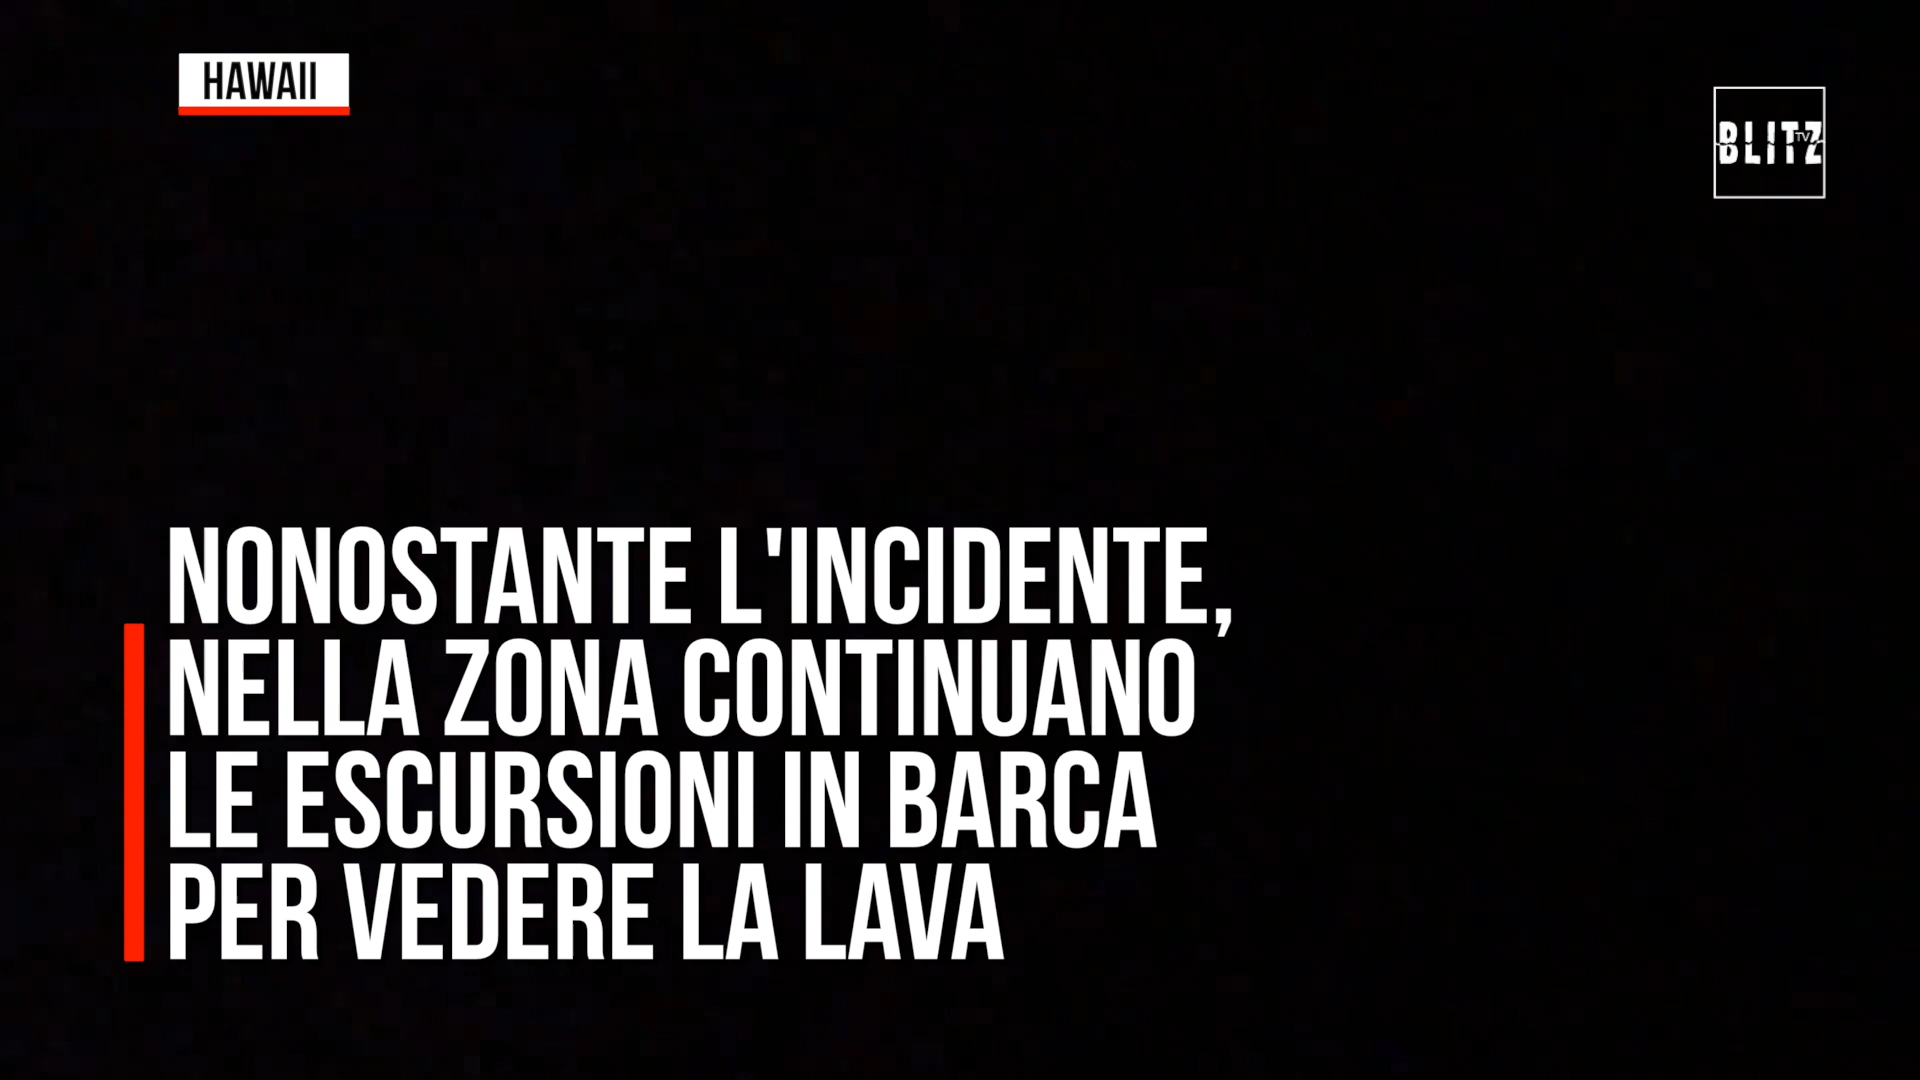 HAWAII
BLITZ TV
NONOSTANTE L'INCIDENTE,
NELLA ZONA CONTINUANO
LE ESCURSIONI IN BARCA
PER VEDERE LA LAVA